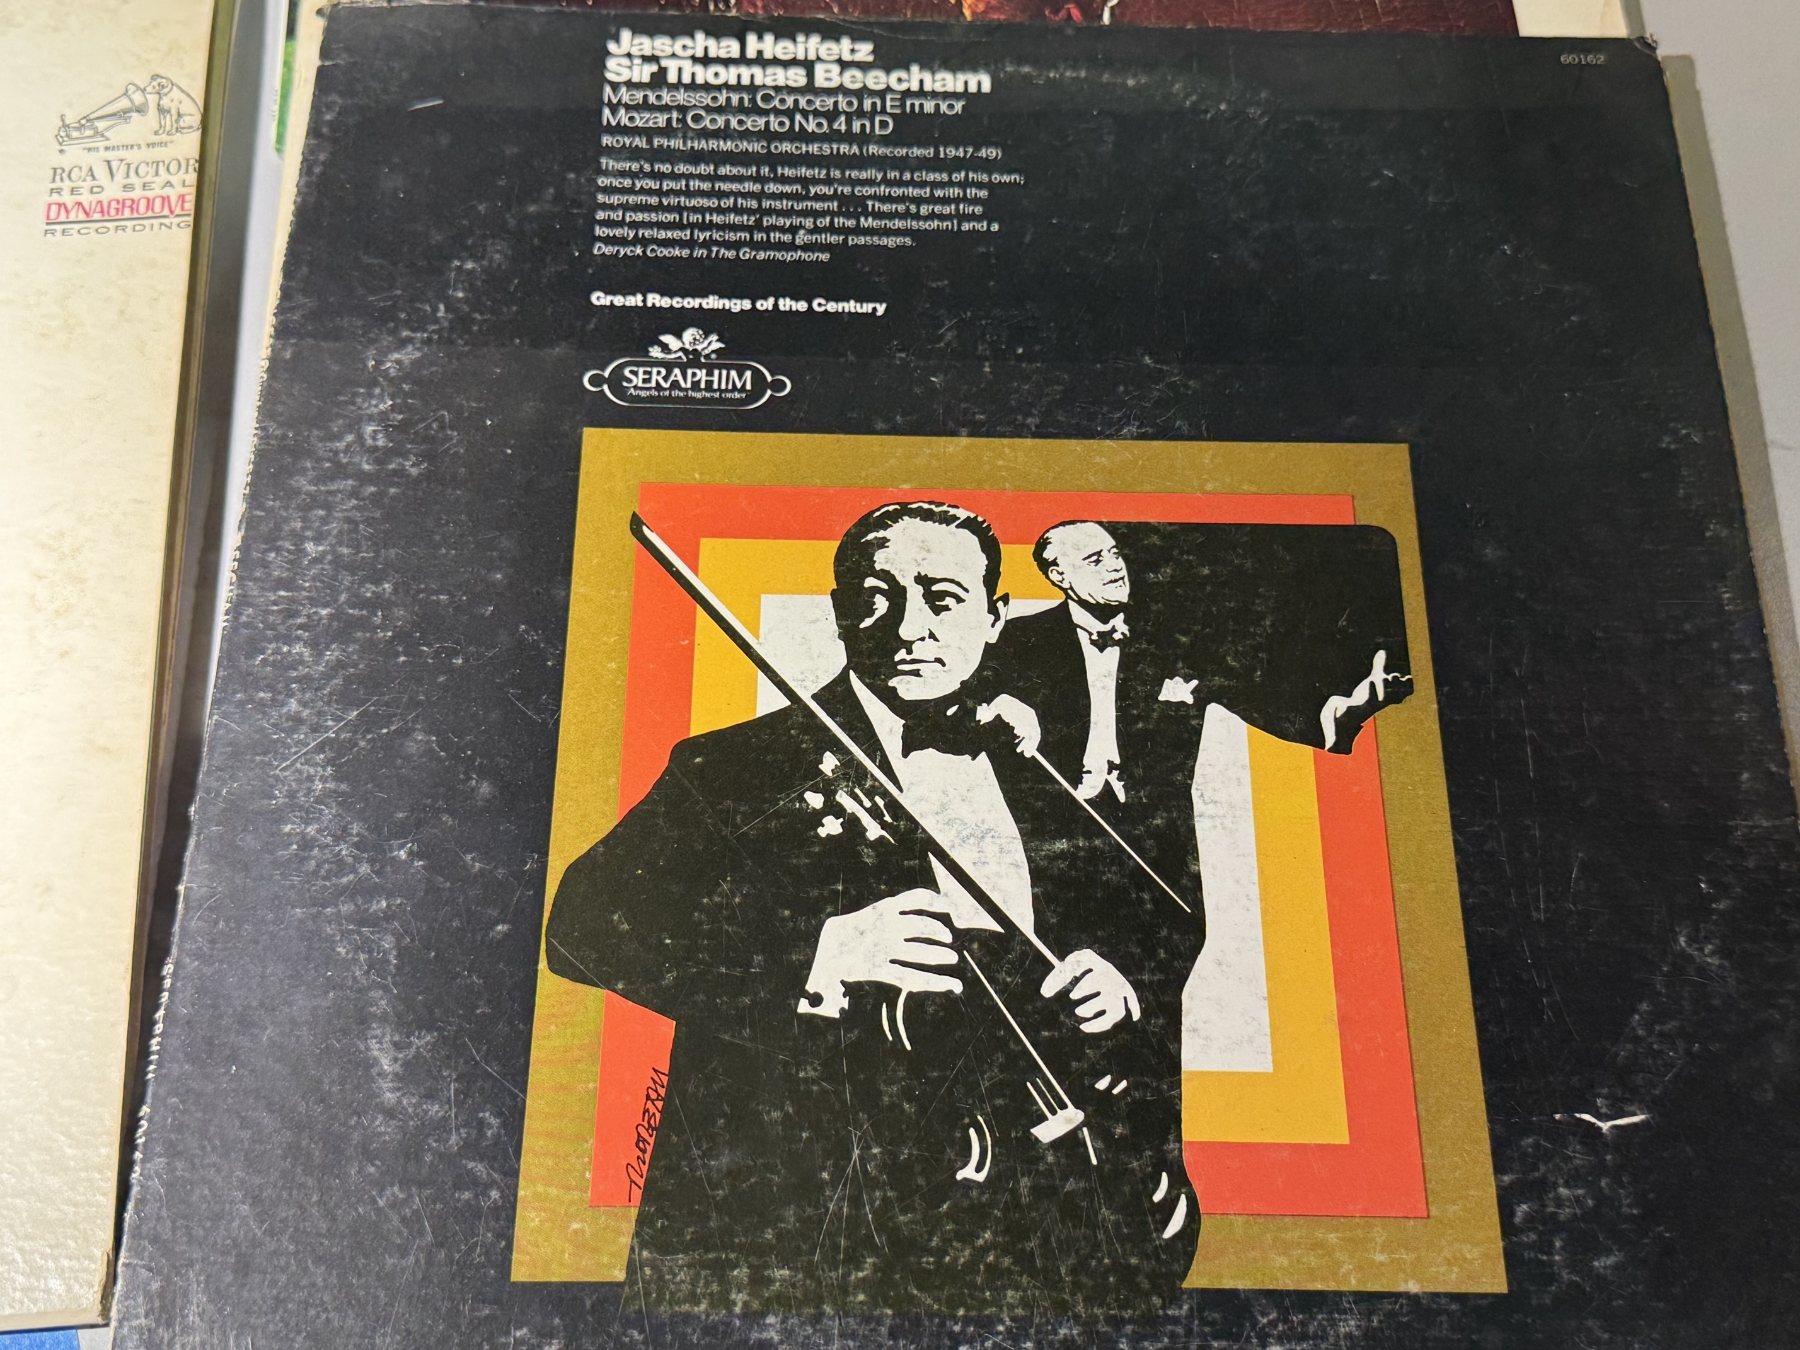 Jascha Heifetz
Sir Thomas Beecham
Mendelssohn: Concerto in E minor
Mozart: Concerto No. 4 in D
ROYAL PHILHARMONIC ORCHESTRA (Recorded 1947-49)
There's no doubt about it, Heifetz is really in a class of his own;
once you put the needle down, you're confronted with the
supreme virtuoso of his instrument . . . There's great fire
and passion [in Heifetz' playing of the Mendelssohn] and a
lovely relaxed lyricism in the gentler passages.
Deryck Cooke in The Gramophone
Great Recordings of the Century
SERAPHIM
"Angels of the highest order"
60162
"HIS MASTER'S VOICE"
RCA VICTOR
RED SEAL
DYNAGROOVE
RECORDING